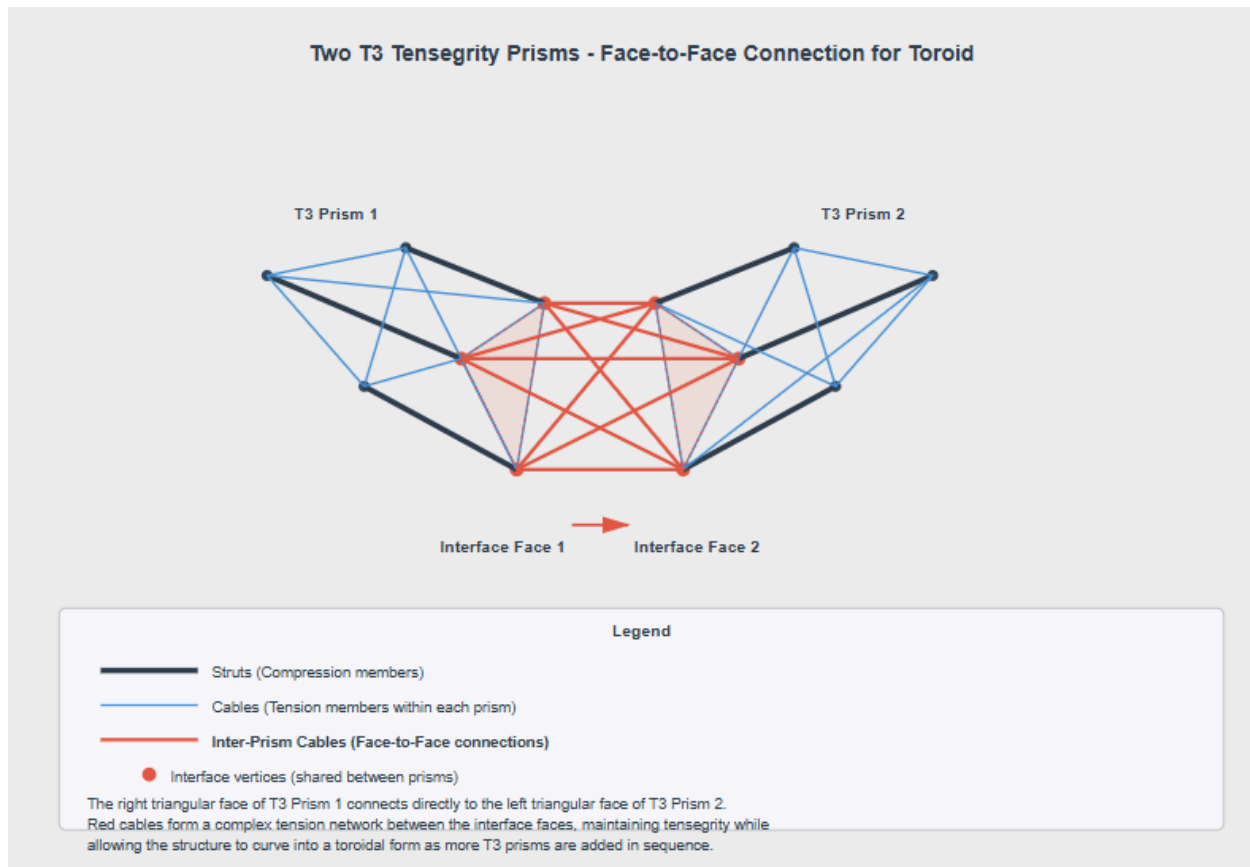 Two T3 Tensegrity Prisms - Face-to-Face Connection for Toroid
T3 Prism 1
T3 Prism 2
Interface Face 1
Interface Face 2
Legend
Struts (Compression members)
Cables (Tension members within each prism)
Inter-Prism Cables (Face-to-Face connections)
Interface vertices (shared between prisms)
The right triangular face of T3 Prism 1 connects directly to the left triangular face of T3 Prism 2.
Red cables form a complex tension network between the interface faces, maintaining tensegrity while
allowing the structure to curve into a toroidal form as more T3 prisms are added in sequence.